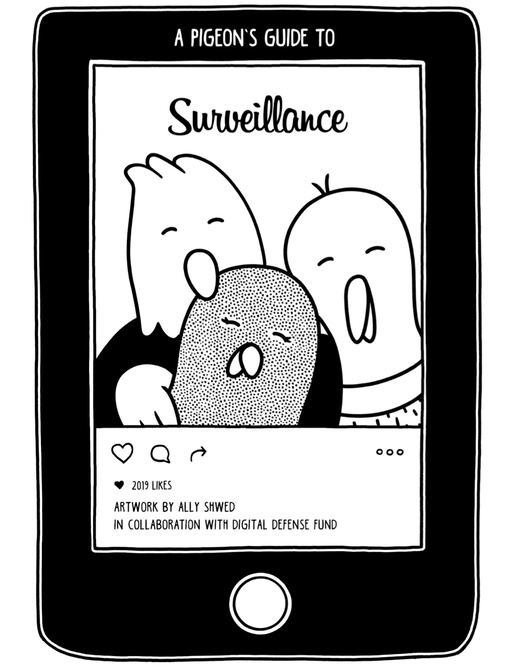 A PIGEON'S GUIDE TO
Surveillance
2019 LIKES
ARTWORK BY ALLY SHWED
IN COLLABORATION WITH DIGITAL DEFENSE FUND